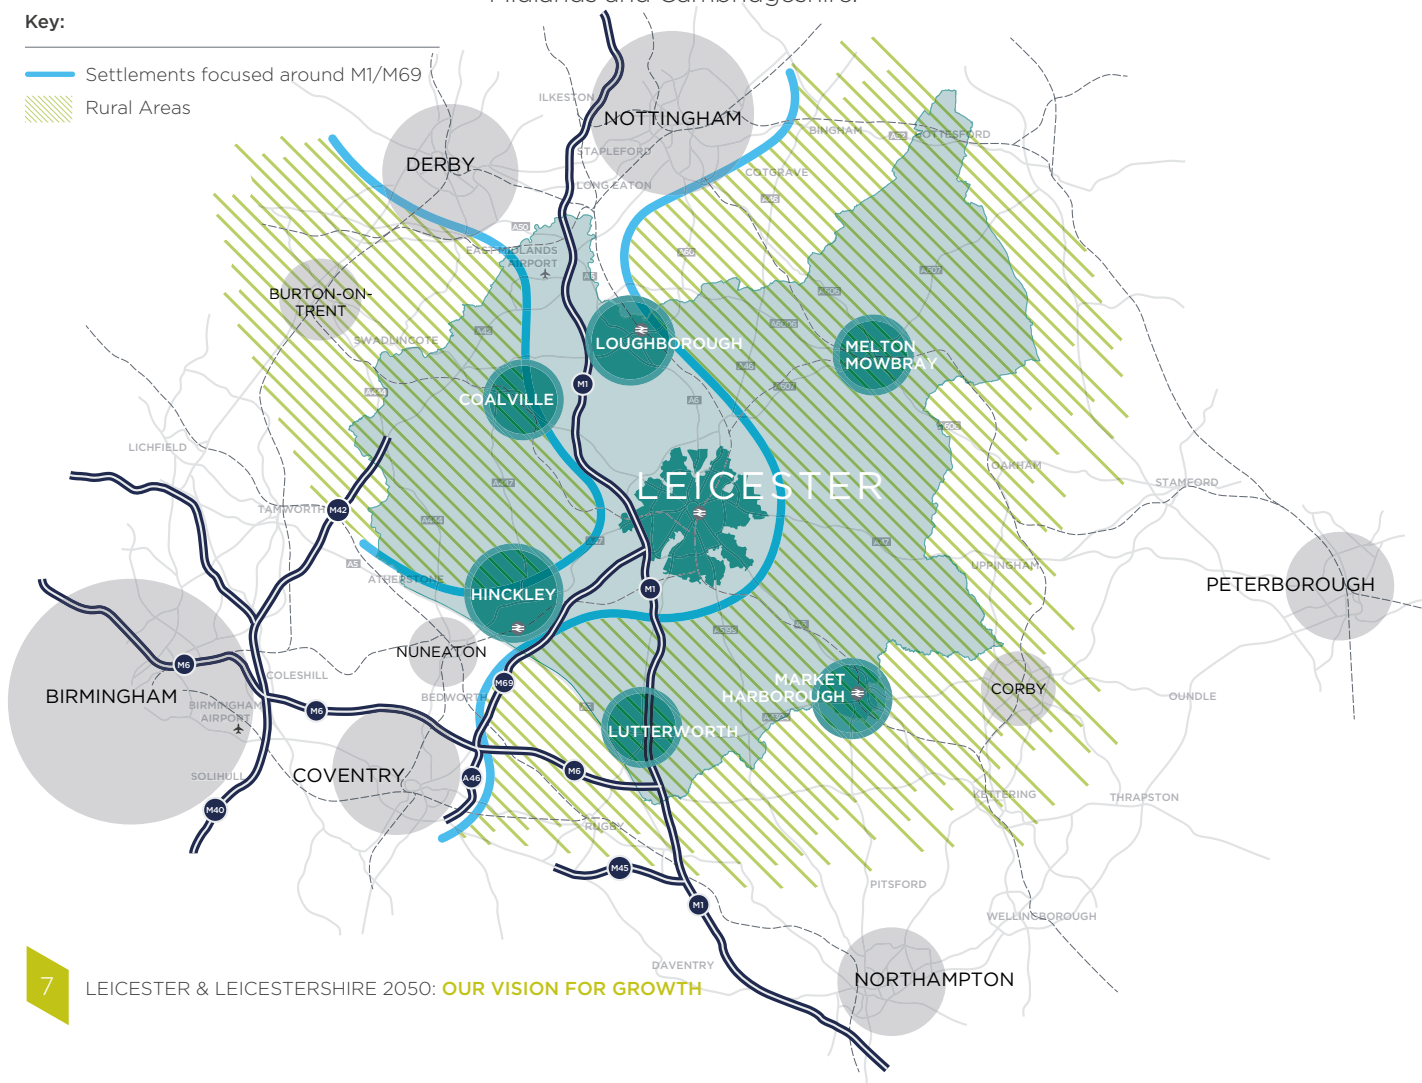 Midlands and Cambridgeshire.
Key:
Settlements focused around M1/M69
Rural Areas
ILKESTON
NOTTINGHAM
BINGHAM
A52
BOTTESFORD
STAPLEFORD
DERBY
COTGRAVE
LONG EATON
A46
A50
EAST MIDLANDS
AIRPORT
A60
A6
A607
BURTON-ON-
TRENT
A606
SWADLINCOTE
LOUGHBOROUGH
A6006
MELTON
MOWBRAY
A46
M1
A607
A444
COALVILLE
A6
A606
LICHFIELD
OAKHAM
LEICESTER
A447
STAMFORD
TAMWORTH
M42
A444
A47
A47
A5
ATHERSTONE
UPPINGHAM
HINCKLEY
M1
PETERBOROUGH
A5199
A6
NUNEATON
M6
COLESHILL
M69
MARKET
HARBOROUGH
CORBY
BIRMINGHAM
BIRMINGHAM
AIRPORT
BEDWORTH
OUNDLE
M6
A5
LUTTERWORTH
SOLIHULL
COVENTRY
A46
M6
KETTERING
THRAPSTON
M40
RUGBY
M45
PITSFORD
M1
WELLINGBOROUGH
DAVENTRY
NORTHAMPTON
7
LEICESTER & LEICESTERSHIRE 2050: OUR VISION FOR GROWTH